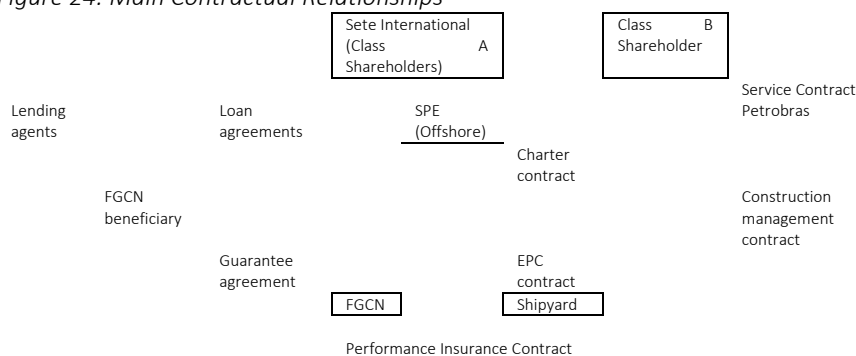 Figure 24: Main Contractual Relationships
Sete International
(Class A
Shareholders)
Class B
Shareholder
Service Contract
Petrobras
Lending
agents
Loan
agreements
SPE
(Offshore)
Charter
contract
FGCN
beneficiary
Construction
management
contract
Guarantee
agreement
EPC
contract
FGCN
Shipyard
Performance Insurance Contract